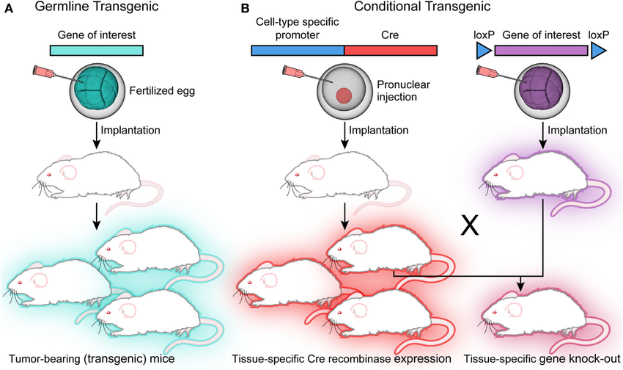 A Germline Transgenic
Gene of interest
Fertilized egg
Implantation
Tumor-bearing (transgenic) mice
B Conditional Transgenic
Cell-type specific
promoter
Cre
Pronuclear
injection
Implantation
loxP
Gene of interest
loxP
Implantation
X
Tissue-specific Cre recombinase expression
Tissue-specific gene knock-out